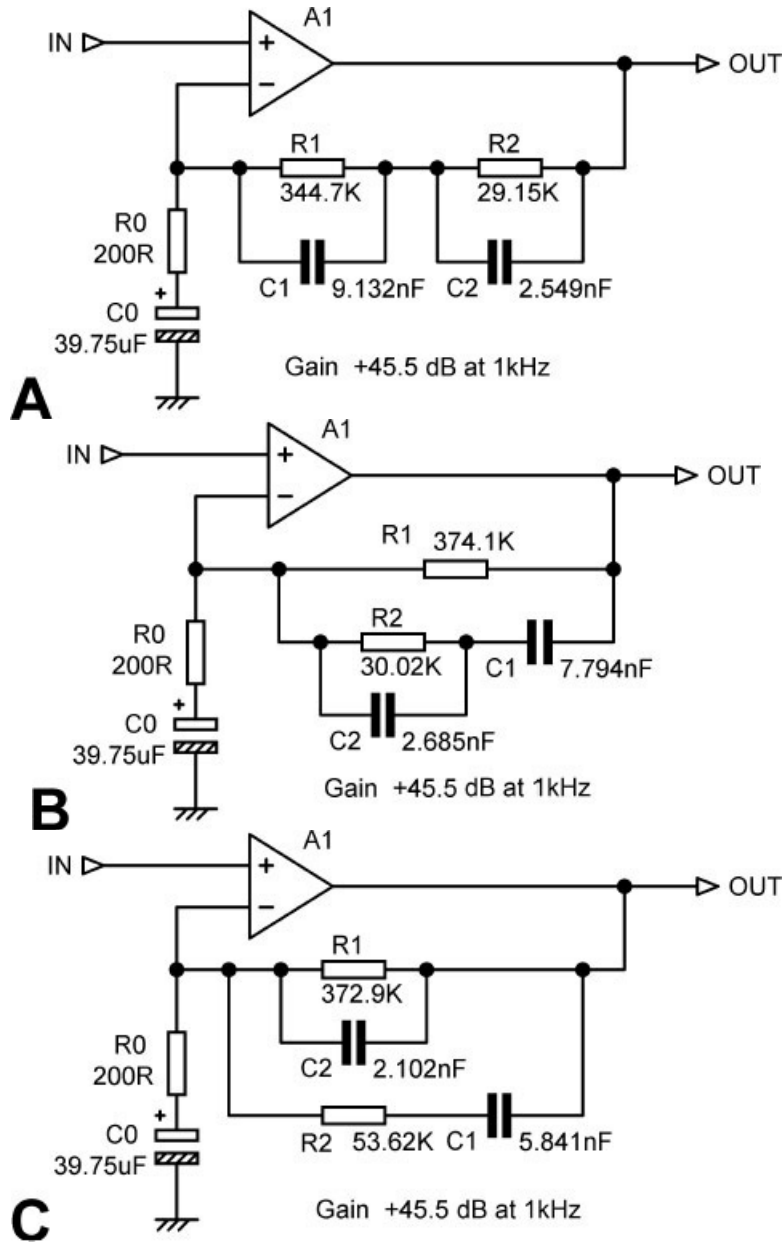 A1
IN
+
−
OUT
R1
R2
344.7K
29.15K
R0
200R
C1
9.132nF
C2
2.549nF
+
C0
39.75uF
Gain +45.5 dB at 1kHz
A
A1
IN
+
−
OUT
R1
374.1K
R2
R0
200R
30.02K
C1
7.794nF
+
C0
C2
2.685nF
39.75uF
Gain +45.5 dB at 1kHz
B
A1
IN
+
−
OUT
R1
372.9K
R0
200R
C2
2.102nF
+
C0
R2
53.62K
C1
5.841nF
39.75uF
Gain +45.5 dB at 1kHz
C